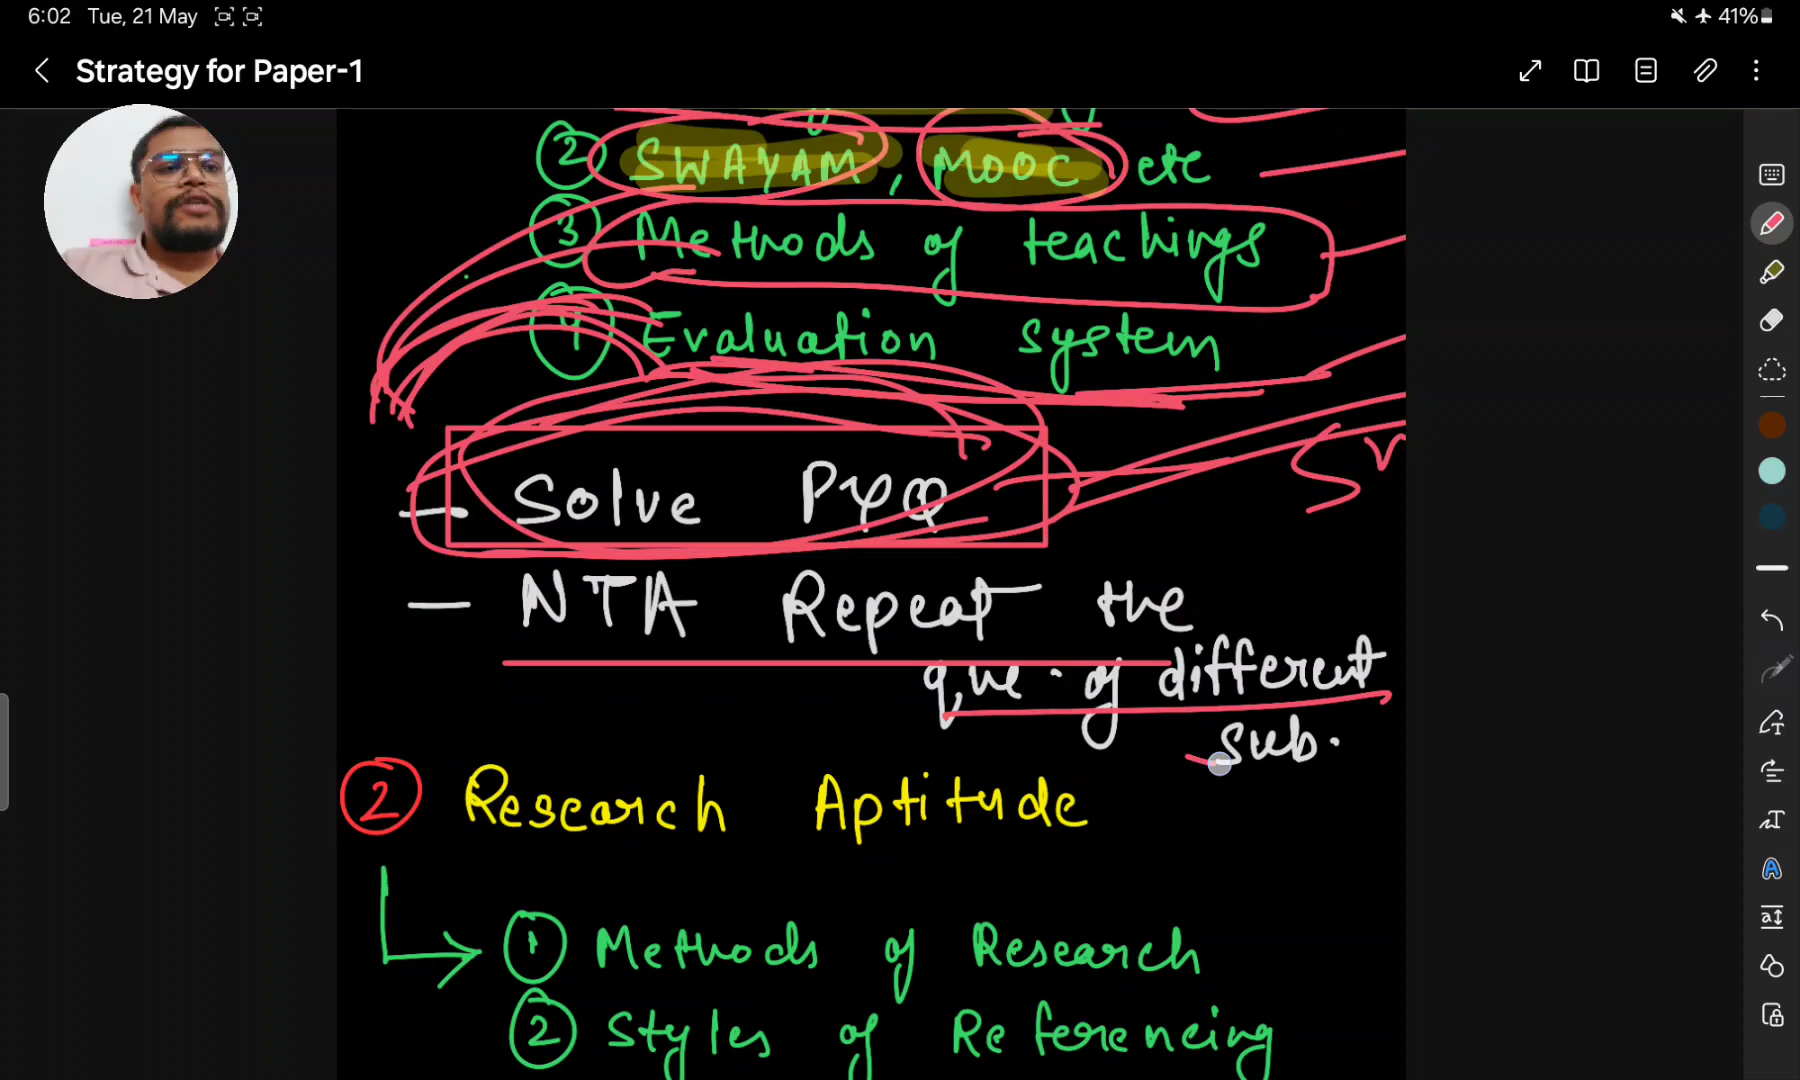 6:02 Tue, 21 May 41%
Strategy for Paper-1
② SWAYAM, MOOC etc
③ Methods of teachings
④ Evaluation system
— Solve PYQ
— NTA Repeat the
que. of different
sub.
② Research Aptitude
① Methods of Research
② Styles of Referencing